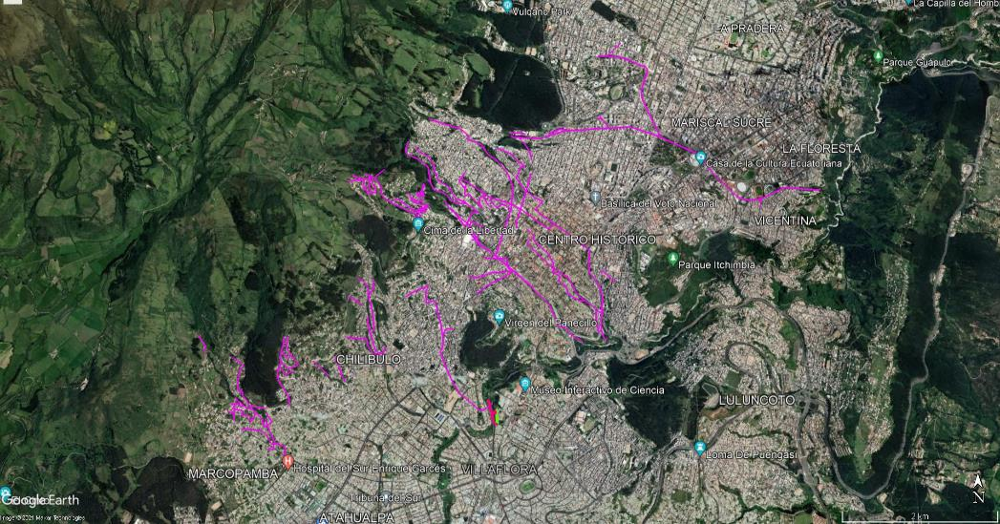 La Capilla del Homb
Vulcano Park
LA PRADERA
Parque Guápulo
MARISCAL SUCRE
LA FLORESTA
Casa de la Cultura Ecuatoriana
Basílica del Voto Nacional
VICENTINA
Cima de la Libertad
CENTRO HISTÓRICO
Parque Itchimbia
Virgen del Panecillo
CHILIBULO
Museo Interactivo de Ciencia
LULUNCOTO
Loma De Puengasí
MARCOPAMBA
Hospital del Sur Enrique Garcés
VILLAFLORA
Tribuna del Sur
Google Earth
N
ATAHUALPA
Image © 2021 Maxar Technologies
2 km